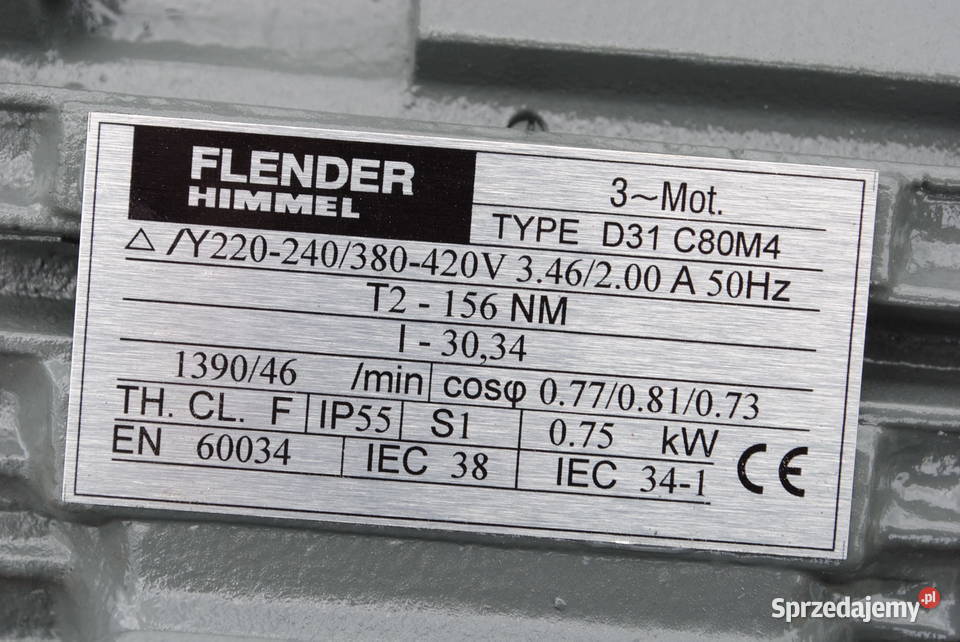 FLENDER
HIMMEL
3~Mot.
TYPE D31 C80M4
△/Y220-240/380-420V 3.46/2.00 A 50Hz
T2 - 156 NM
I - 30,34
1390/46 /min cosφ 0.77/0.81/0.73
TH. CL. F IP55 S1 0.75 kW
EN 60034 IEC 38 IEC 34-1 CE
Sprzedajemy.pl